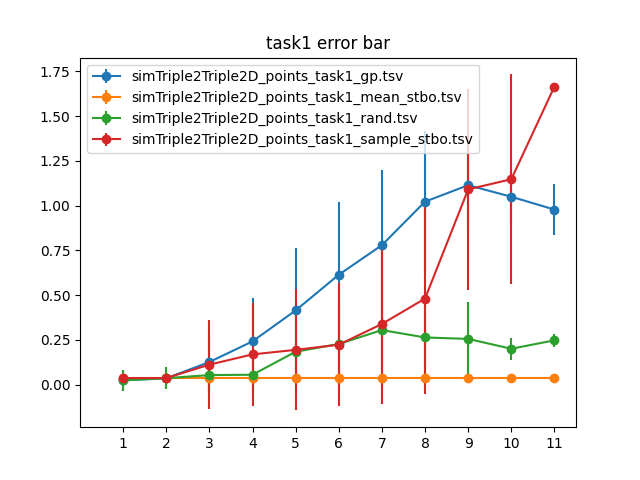 task1 error bar
simTriple2Triple2D_points_task1_gp.tsv
simTriple2Triple2D_points_task1_mean_stbo.tsv
simTriple2Triple2D_points_task1_rand.tsv
simTriple2Triple2D_points_task1_sample_stbo.tsv
1.75
1.50
1.25
1.00
0.75
0.50
0.25
0.00
1 2 3 4 5 6 7 8 9 10 11